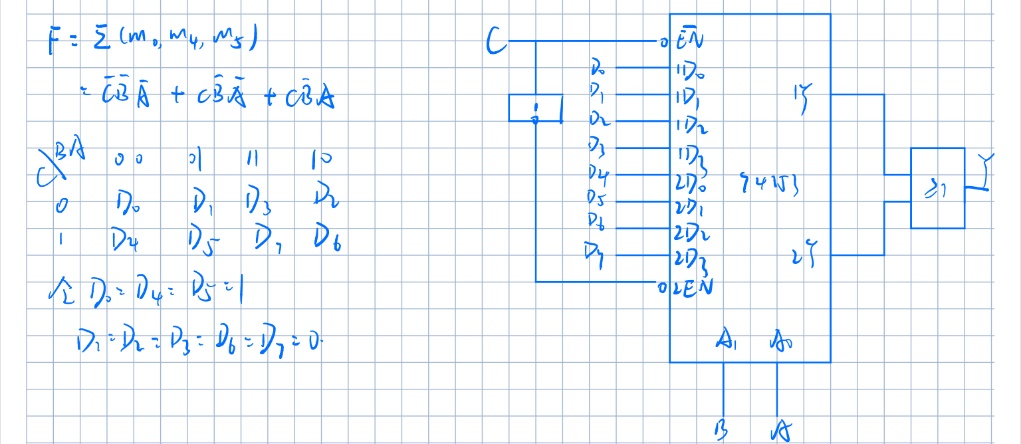 F = Σ (m₀, m₄, m₅)
= C̄B̄Ā + CB̄Ā + CB̄A
C\BA 00 01 11 10
0 D₀ D₁ D₃ D₂
1 D₄ D₅ D₇ D₆
令 D₀ = D₄ = D₅ = 1
D₁ = D₂ = D₃ = D₆ = D₇ = 0.
C
D₀
D₁
D₂
D₃
D₄
D₅
D₆
D₇
1
EN
1D₀
1D₁
1D₂
1D₃
2D₀
2D₁
2D₂
2D₃
2EN
1Y
74153
2Y
≥1
Y
A₁ A₀
B A